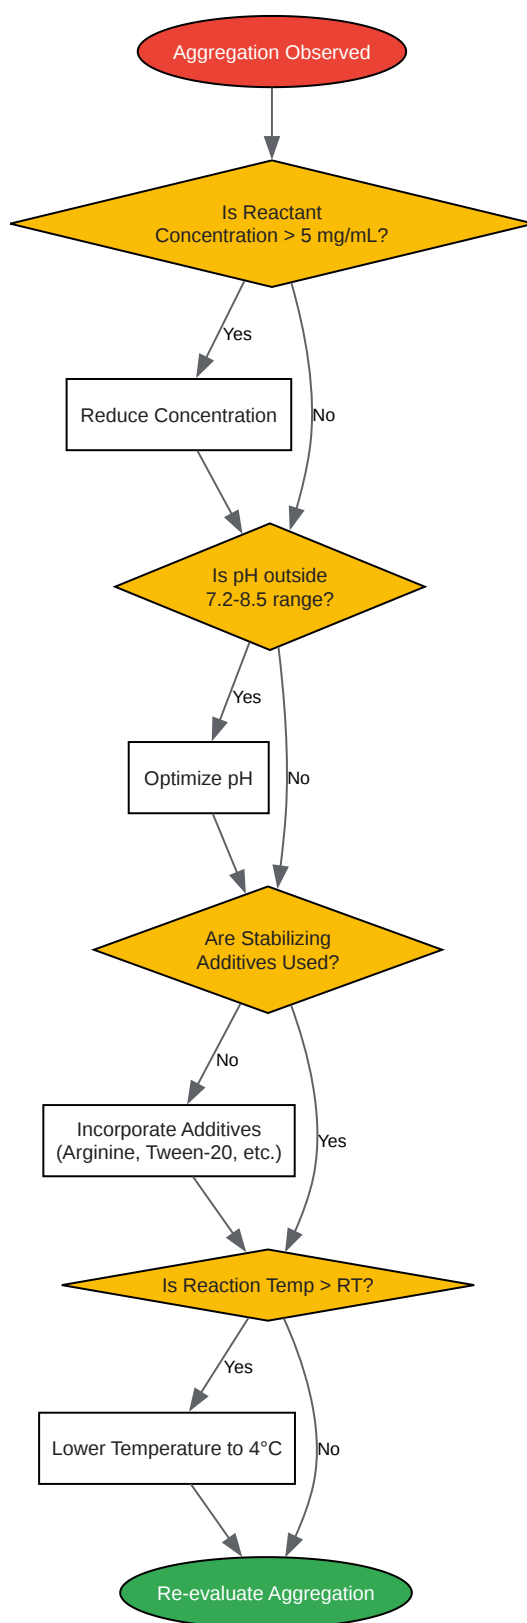 Aggregation Observed
Is Reactant
Concentration > 5 mg/mL?
Yes
Reduce Concentration
No
Is pH outside
7.2-8.5 range?
Yes
Optimize pH
No
Are Stabilizing
Additives Used?
No
Incorporate Additives
(Arginine, Tween-20, etc.)
Yes
Is Reaction Temp > RT?
Yes
Lower Temperature to 4°C
No
Re-evaluate Aggregation